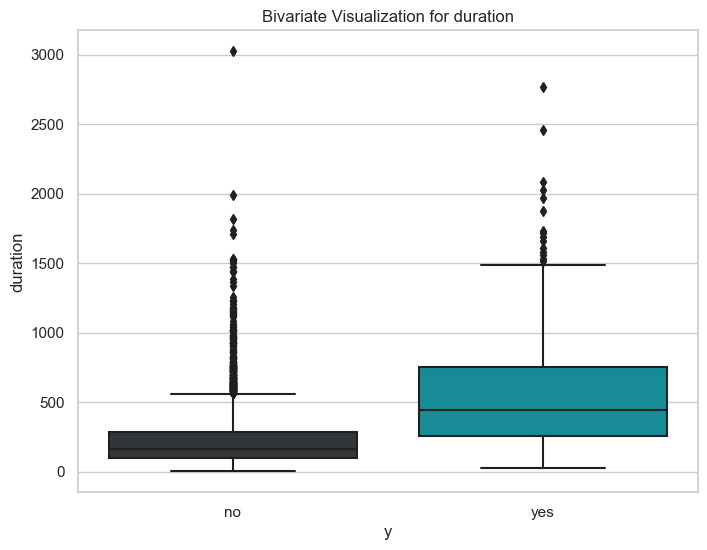 Bivariate Visualization for duration
3000
2500
2000
1500
1000
500
0
duration
no
yes
y